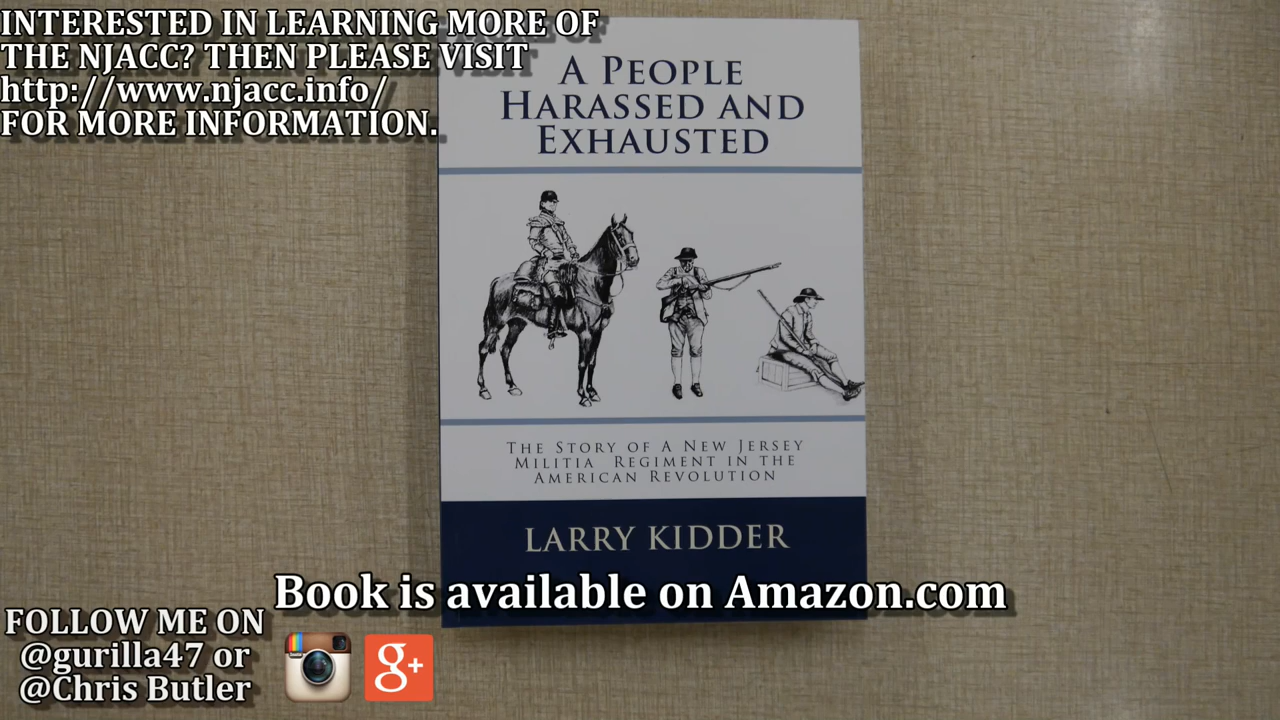 INTERESTED IN LEARNING MORE OF
THE NJACC? THEN PLEASE VISIT
http://www.njacc.info/
FOR MORE INFORMATION.
A PEOPLE
HARASSED AND
EXHAUSTED
THE STORY OF A NEW JERSEY
MILITIA REGIMENT IN THE
AMERICAN REVOLUTION
LARRY KIDDER
Book is available on Amazon.com
FOLLOW ME ON
@gurilla47 or
@Chris Butler
g+